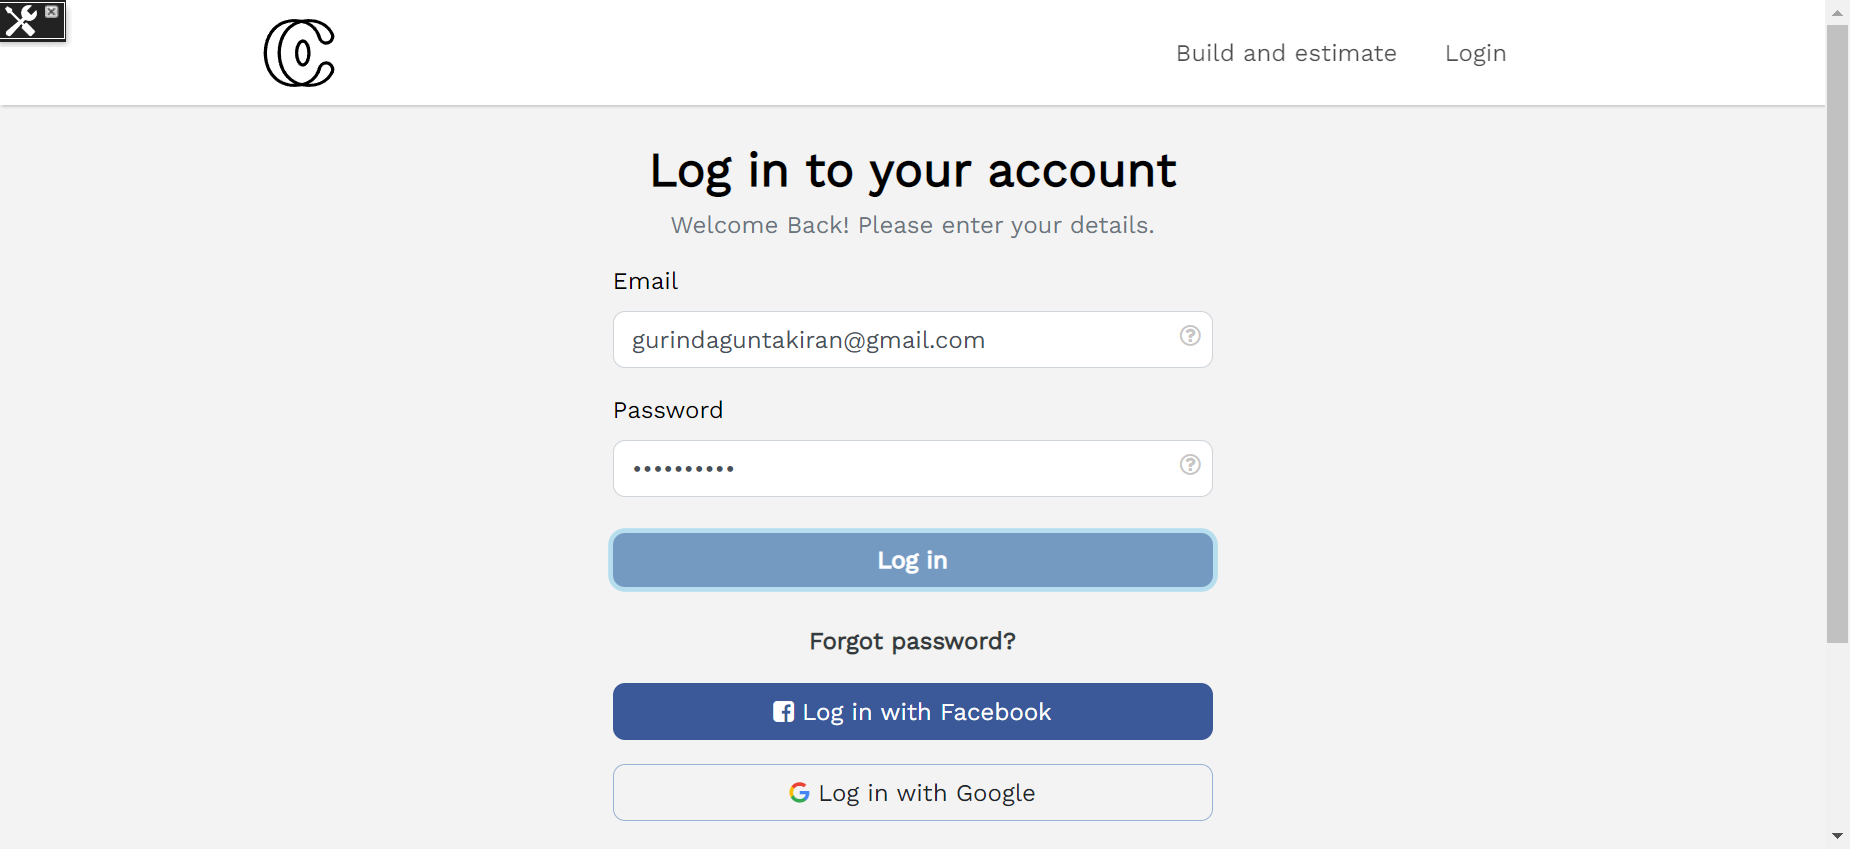 Build and estimate Login
Log in to your account
Welcome Back! Please enter your details.
Email
gurindaguntakiran@gmail.com
Password
••••••••••
Log in
Forgot password?
Log in with Facebook
Log in with Google